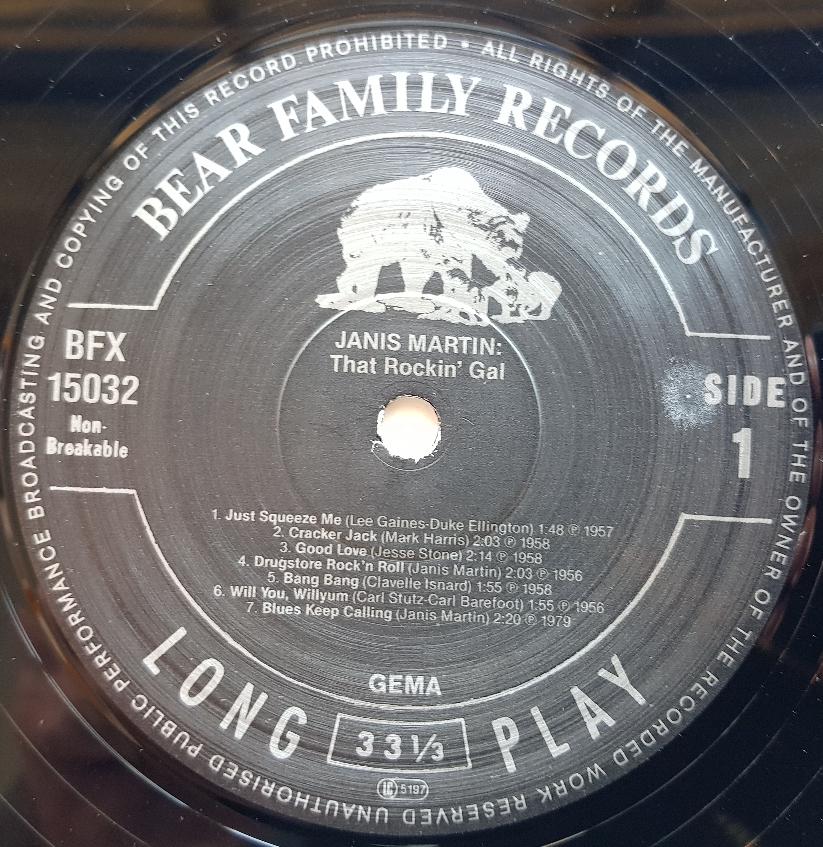 UNAUTHORISED PUBLIC PERFORMANCE BROADCASTING AND COPYING OF THIS RECORD PROHIBITED • ALL RIGHTS OF THE MANUFACTURER AND OF THE OWNER OF THE RECORDED WORK RESERVED
BEAR FAMILY RECORDS
JANIS MARTIN:
That Rockin' Gal
BFX
15032
Non-
Breakable
SIDE
1
1. Just Squeeze Me (Lee Gaines-Duke Ellington) 1:48 ℗ 1957
2. Cracker Jack (Mark Harris) 2:03 ℗ 1958
3. Good Love (Jesse Stone) 2:14 ℗ 1958
4. Drugstore Rock'n Roll (Janis Martin) 2:03 ℗ 1956
5. Bang Bang (Clavelle Isnard) 1:55 ℗ 1958
6. Will You, Willyum (Carl Stutz-Carl Barefoot) 1:55 ℗ 1956
7. Blues Keep Calling (Janis Martin) 2:20 ℗ 1979
GEMA
LONG 33⅓ PLAY
LC 5197